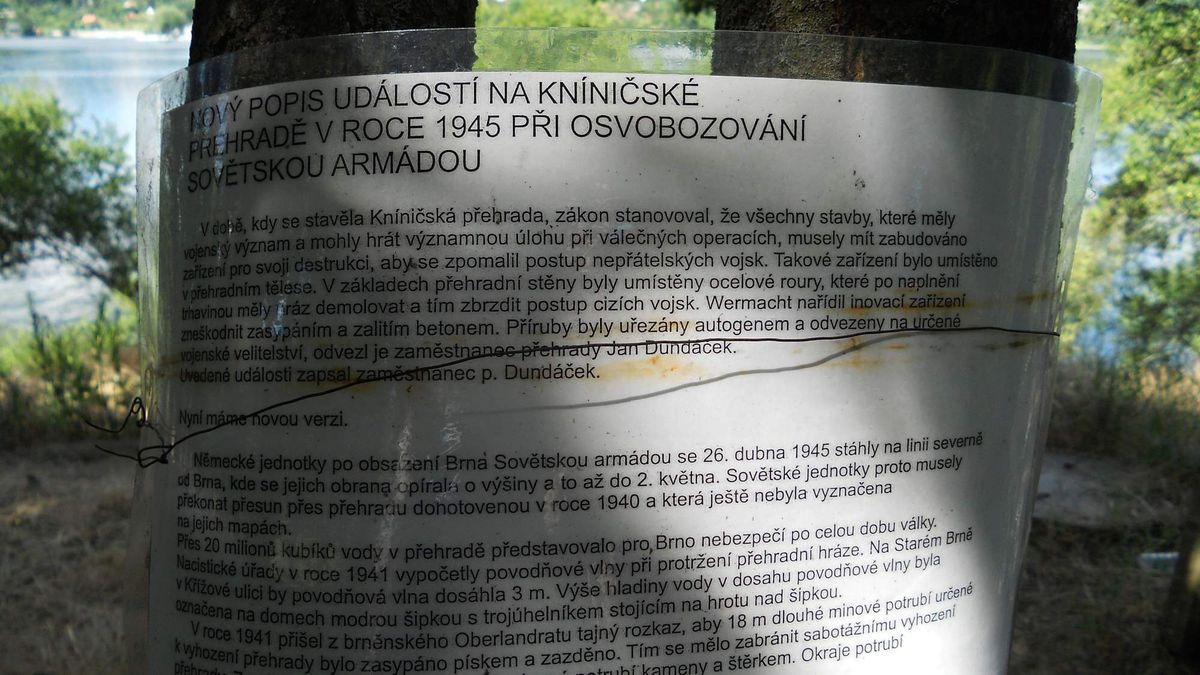 NOVÝ POPIS UDÁLOSTÍ NA KNÍNIČSKÉ
PŘEHRADĚ V ROCE 1945 PŘI OSVOBOZOVÁNÍ
SOVĚTSKOU ARMÁDOU
V době, kdy se stavěla Kníničská přehrada, zákon stanovoval, že všechny stavby, které měly
vojenský význam a mohly hrát významnou úlohu při válečných operacích, musely mít zabudováno
zařízení pro svoji destrukci, aby se zpomalil postup nepřátelských vojsk. Takové zařízení bylo umístěno
v přehradním tělese. V základech přehradní stěny byly umístěny ocelové roury, které po naplnění
trhavinou měly hráz demolovat a tím zbrzdit postup cizích vojsk. Wermacht nařídil inovací zařízení
zneškodnit zasypáním a zalitím betonem. Příruby byly uřezány autogenem a odvezeny na určené
vojenské velitelství, odvezl je zaměstnanec přehrady Jan Dundáček.
Uvedené události zapsal zaměstnanec p. Dundáček.
Nyní máme novou verzi.
Německé jednotky po obsazení Brna Sovětskou armádou se 26. dubna 1945 stáhly na linii severně
od Brna, kde se jejich obrana opírala o výšiny a to až do 2. května. Sovětské jednotky proto musely
překonat přesun přes přehradu dohotovenou v roce 1940 a která ještě nebyla vyznačena
na jejich mapách.
Přes 20 milionů kubíků vody v přehradě představovalo pro Brno nebezpečí po celou dobu války.
Nacistické úřady v roce 1941 vypočetly povodňové vlny při protržení přehradní hráze. Na Starém Brně
v Křížové ulici by povodňová vlna dosáhla 3 m. Výše hladiny vody v dosahu povodňové vlny byla
označena na domech modrou šipkou s trojúhelníkem stojícím na hrotu nad šipkou.
V roce 1941 přišel z brněnského Oberlandratu tajný rozkaz, aby 18 m dlouhé minové potrubí určené
k vyhození přehrady bylo zasypáno pískem a zazděno. Tím se mělo zabránit sabotážnímu vyhození
přehrady. potrubí kameny a štěrkem. Okraje potrubí